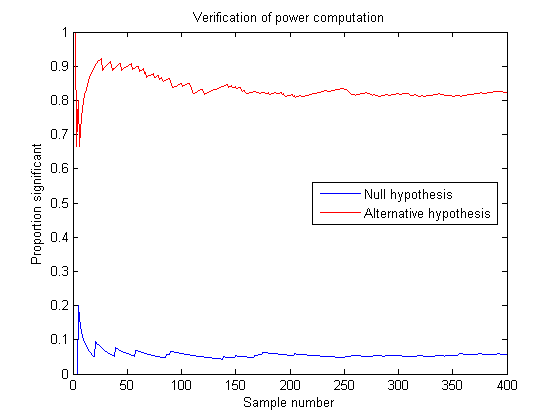 Verification of power computation
1
0.9
0.8
0.7
0.6
0.5
0.4
0.3
0.2
0.1
0
Proportion significant
Null hypothesis
Alternative hypothesis
0 50 100 150 200 250 300 350 400
Sample number